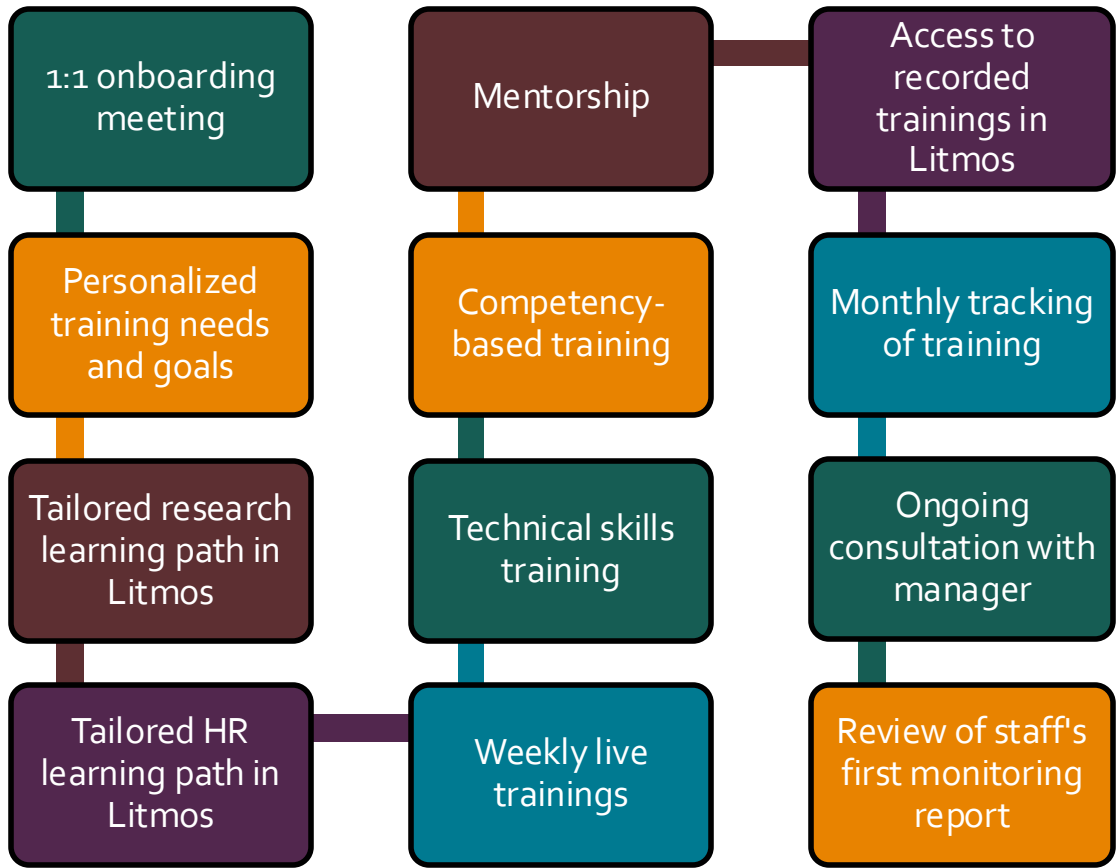 1:1 onboarding
meeting
Personalized
training needs
and goals
Tailored research
learning path in
Litmos
Tailored HR
learning path in
Litmos
Weekly live
trainings
Technical skills
training
Competency-
based training
Mentorship
Access to
recorded
trainings in
Litmos
Monthly tracking
of training
Ongoing
consultation with
manager
Review of staff's
first monitoring
report